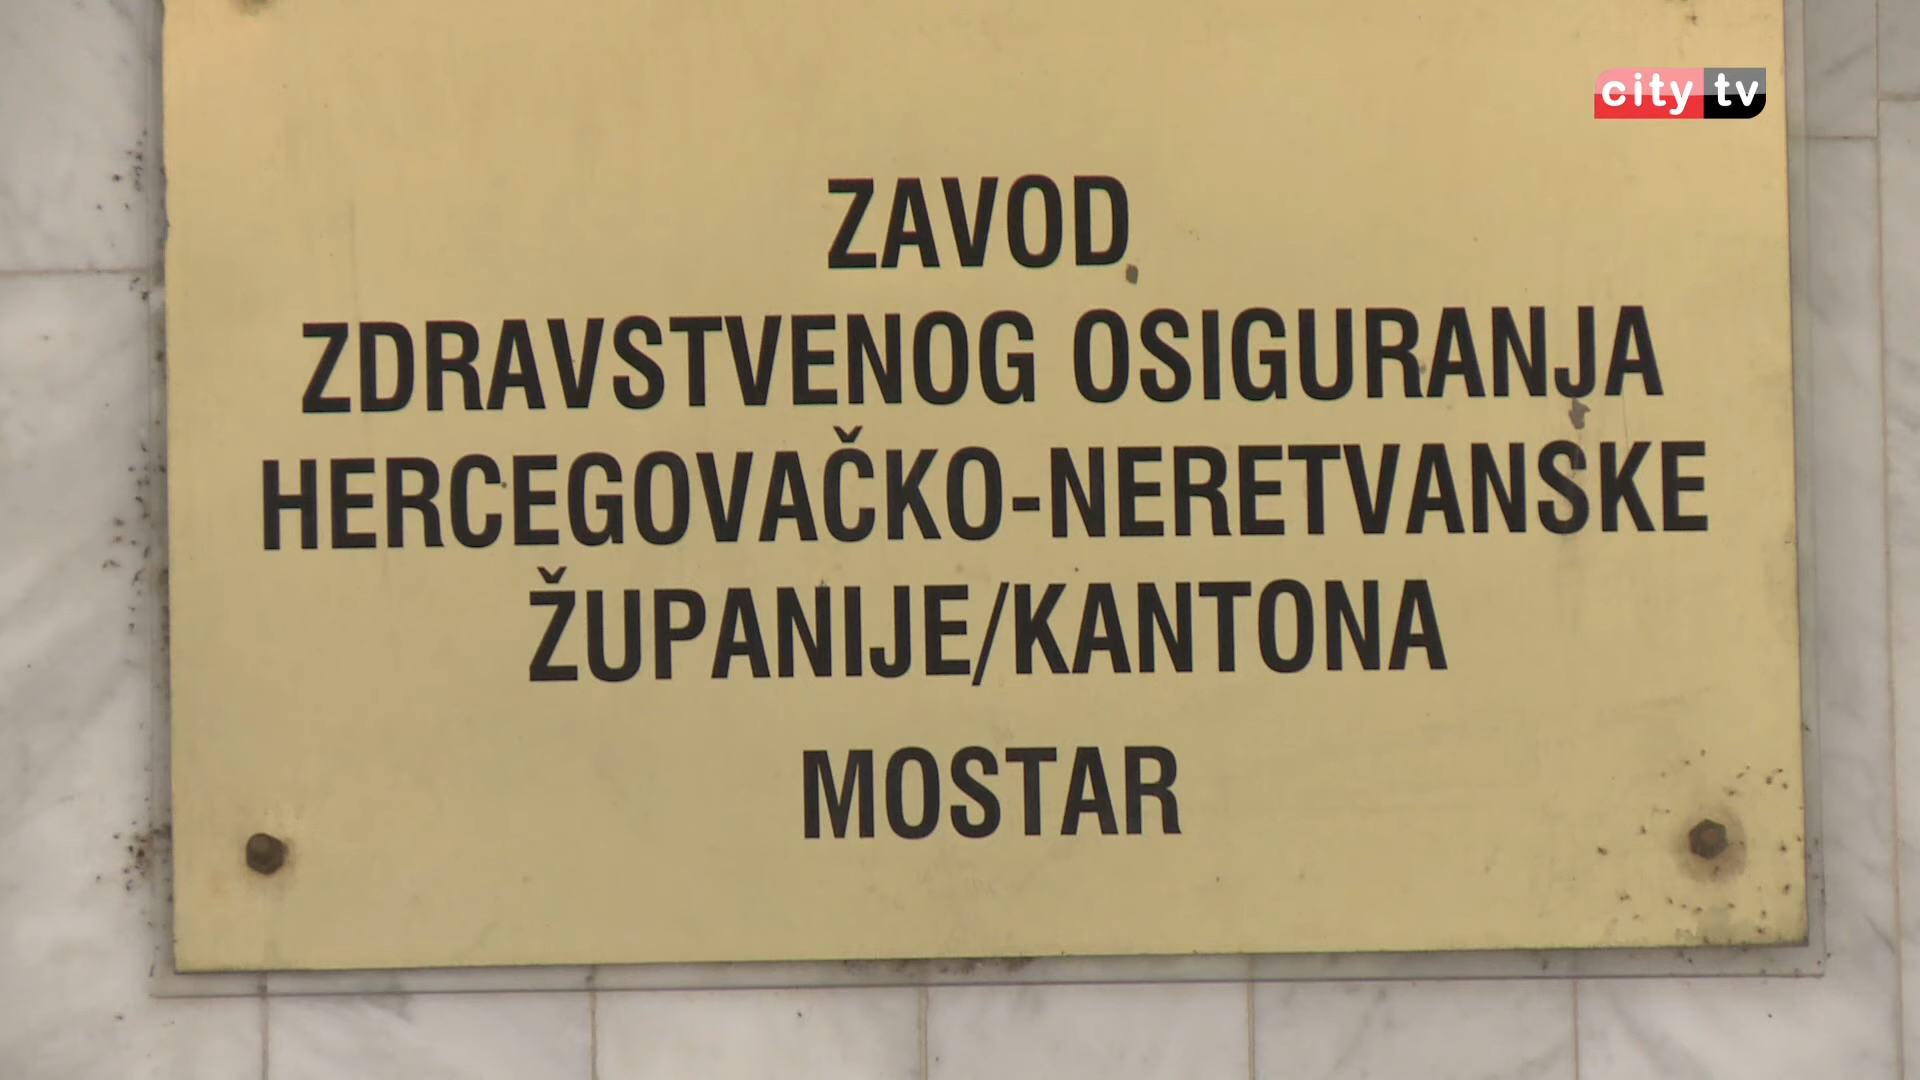 city tv
ZAVOD
ZDRAVSTVENOG OSIGURANJA
HERCEGOVAČKO-NERETVANSKE
ŽUPANIJE/KANTONA
MOSTAR